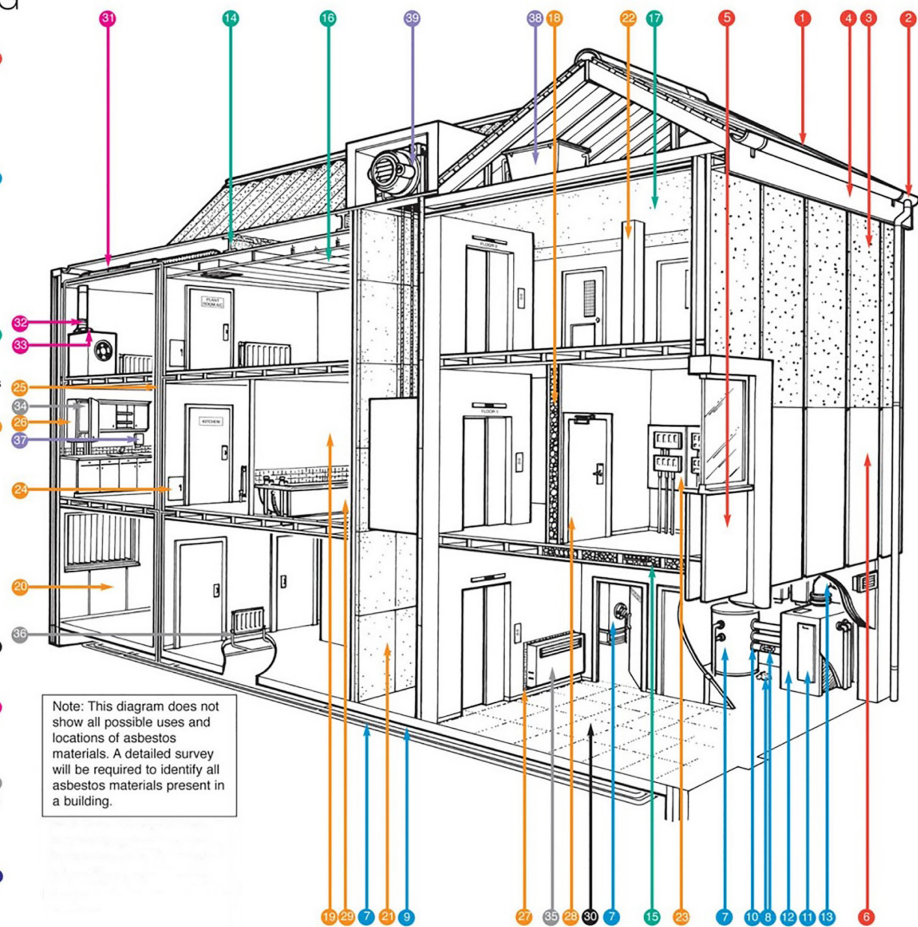 31 14 16 39 38 18 22 17 5 1 4 3 2
FLOOR 2
PLANT
ROOM A/C
32
33
25
34
26
37
FLOOR 1
KITCHEN
24
20
36
Note: This diagram does not
show all possible uses and
locations of asbestos
materials. A detailed survey
will be required to identify all
asbestos materials present in
a building.
19 29 7 21 9 27 35 28 30 7 15 23 7 10 8 12 11 13 6